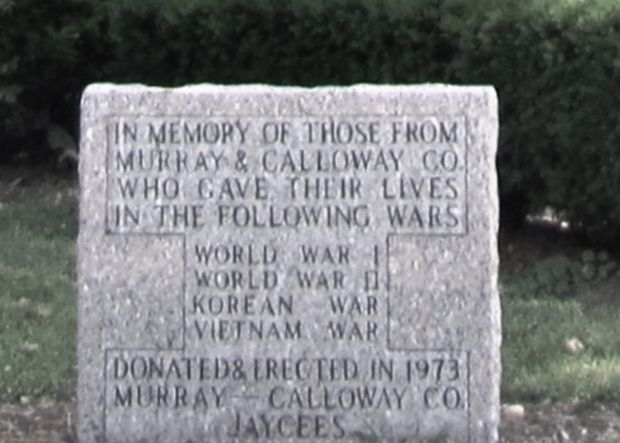 IN MEMORY OF THOSE FROM
MURRAY & CALLOWAY CO.
WHO GAVE THEIR LIVES
IN THE FOLLOWING WARS
WORLD WAR I
WORLD WAR II
KOREAN WAR
VIETNAM WAR
DONATED & ERECTED IN 1973
MURRAY - CALLOWAY CO.
JAYCEES